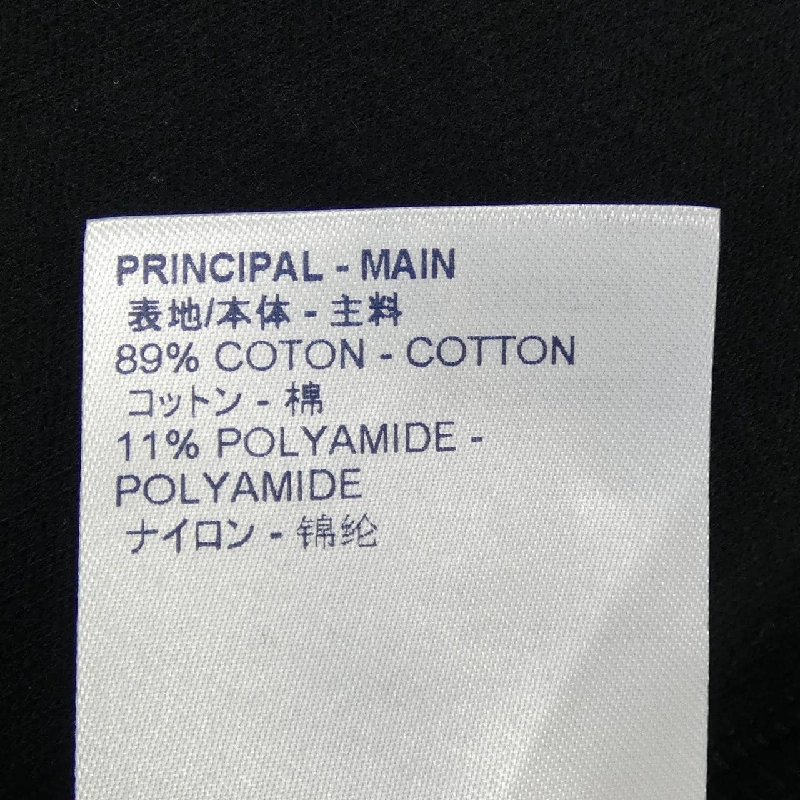 PRINCIPAL - MAIN
表地/本体 - 主料
89% COTON - COTTON
コットン - 棉
11% POLYAMIDE -
POLYAMIDE
ナイロン - 锦纶